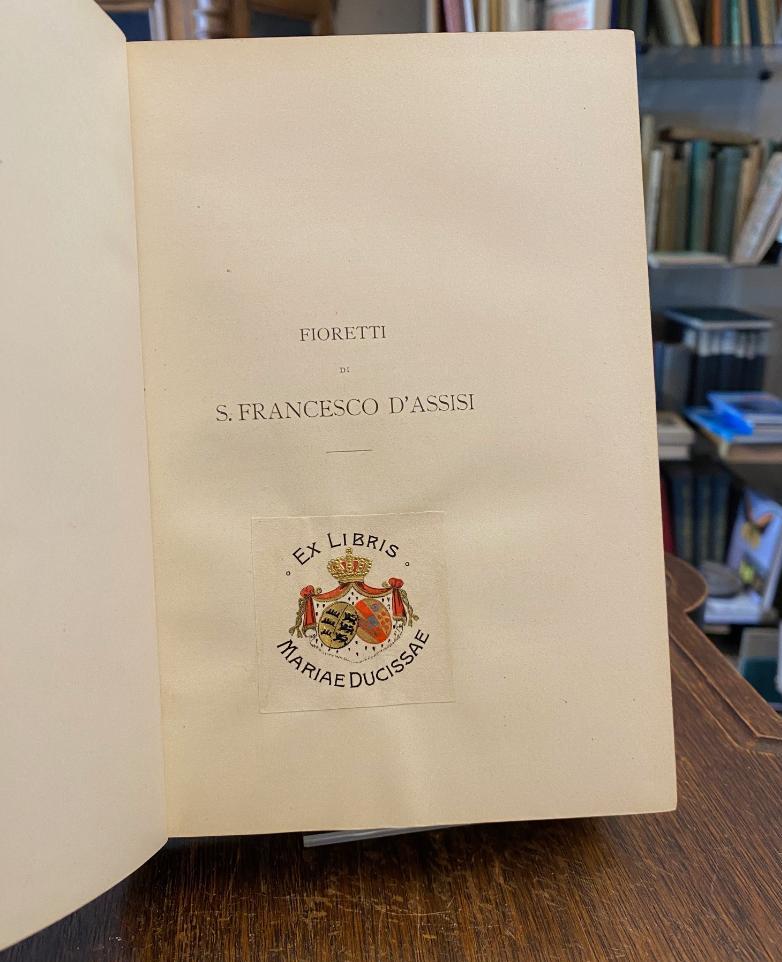 FIORETTI
DI
S. FRANCESCO D'ASSISI
EX LIBRIS
MARIAE DUCISSAE